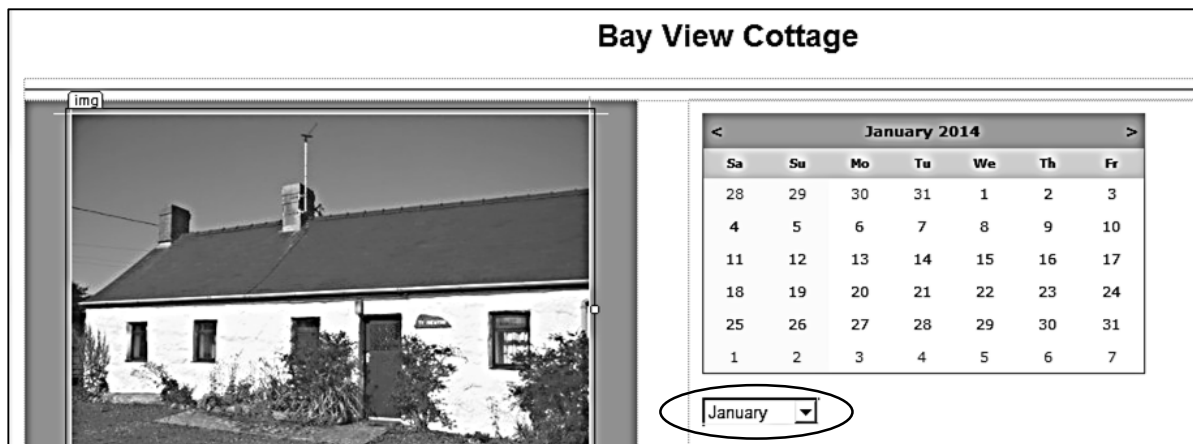 Bay View Cottage
img
< January 2014 >
Sa Su Mo Tu We Th Fr
28 29 30 31 1 2 3
4 5 6 7 8 9 10
11 12 13 14 15 16 17
18 19 20 21 22 23 24
25 26 27 28 29 30 31
1 2 3 4 5 6 7
January